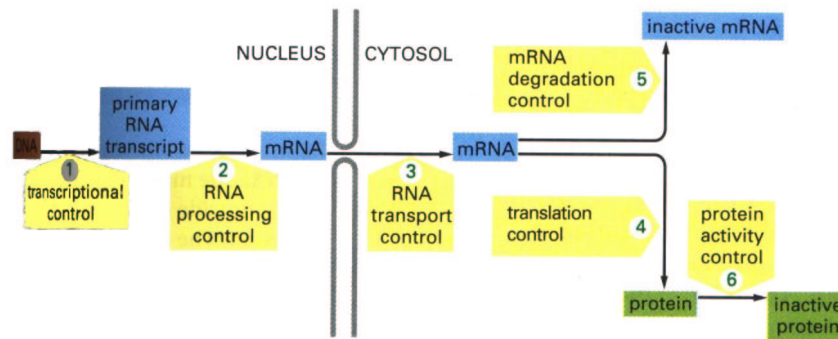 NUCLEUS
CYTOSOL
DNA
1
transcriptional
control
primary
RNA
transcript
2
RNA
processing
control
mRNA
3
RNA
transport
control
mRNA
mRNA
degradation
control
5
inactive mRNA
translation
control
4
protein
protein
activity
control
6
inactive
protein